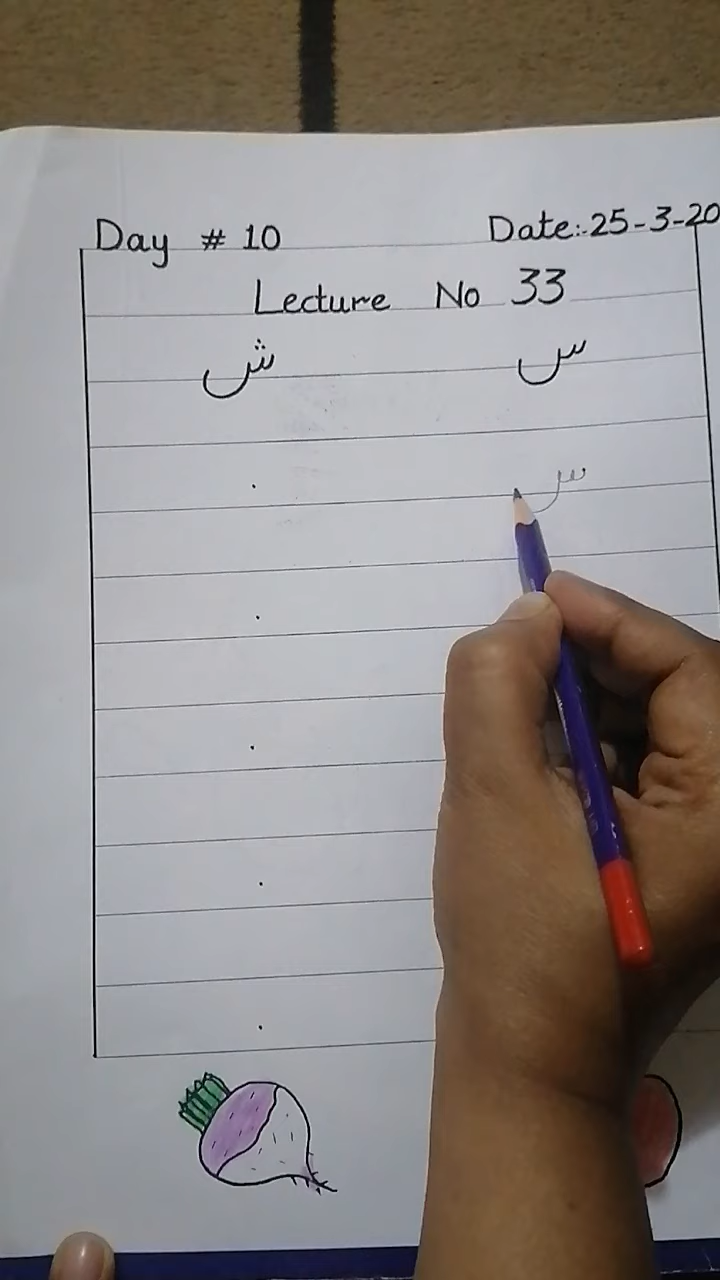 Day # 10 Date:-25-3-20
Lecture No 33
س ش
س